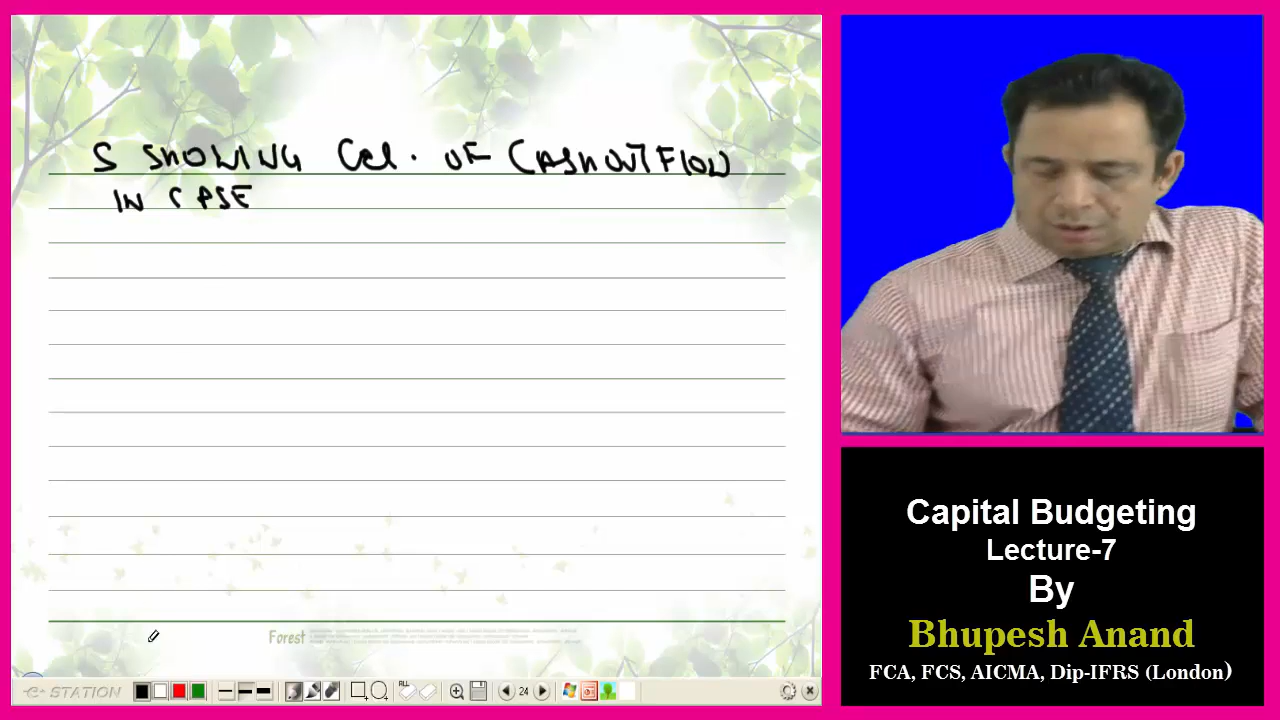 S SHOWING Cal. OF CASHOUTFLOW
IN CASE
Forest
C-STATION
ALL
24
Capital Budgeting
Lecture-7
By
Bhupesh Anand
FCA, FCS, AICMA, Dip-IFRS (London)